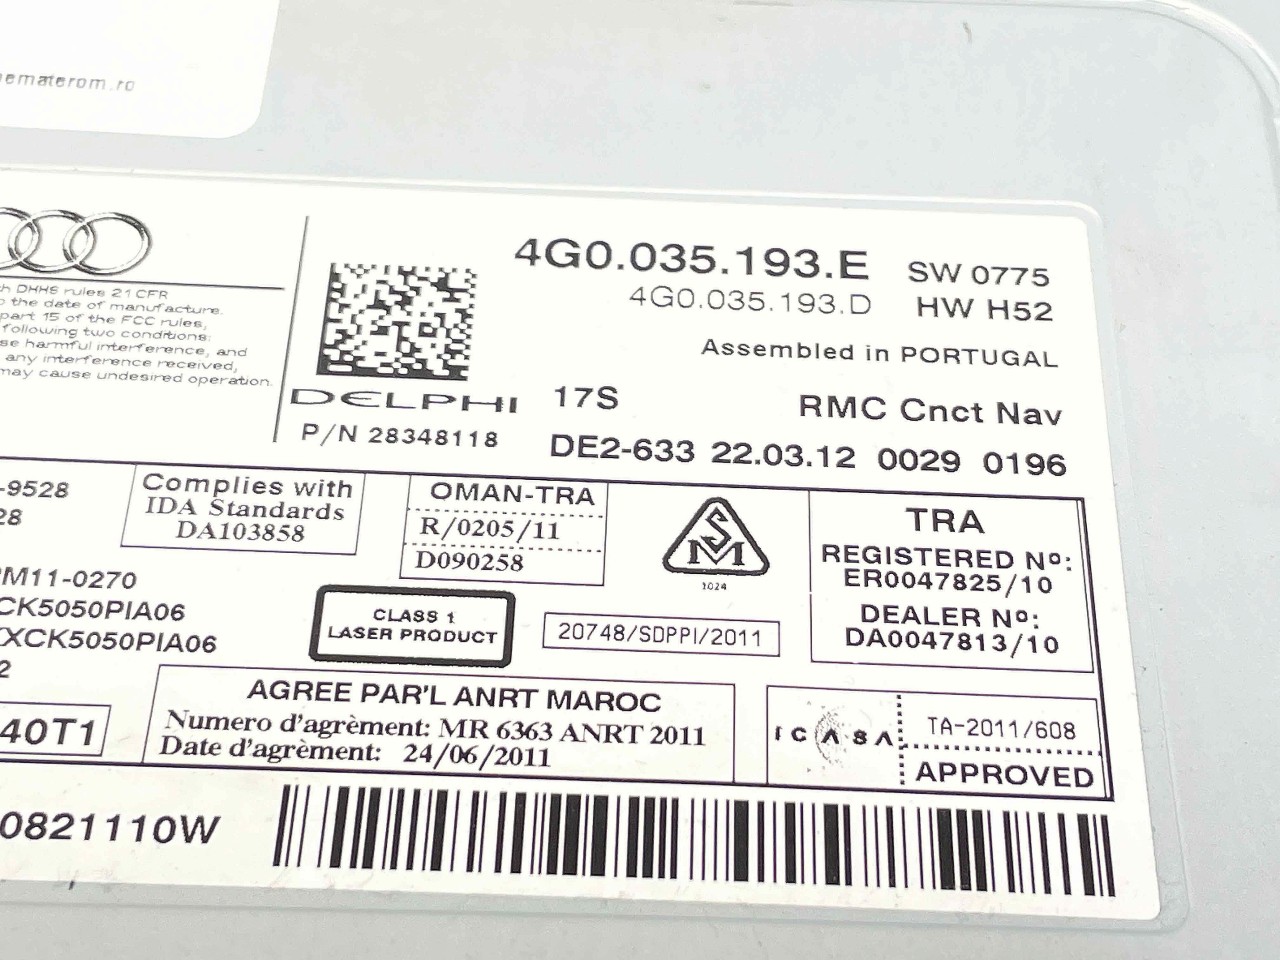 ematerom.ro
4G0.035.193.E SW 0775
4G0.035.193.D HW H52
Assembled in PORTUGAL
h DHHS rules 21 CFR
the date of manufacture.
part 15 of the FCC rules,
following two conditions:
se harmful interference, and
any interference received,
may cause undesired operation.
DELPHI 17S RMC Cnct Nav
P/N 28348118 DE2-633 22.03.12 0029 0196
-9528
28
Complies with
IDA Standards
DA103858
OMAN-TRA
R/0205/11
D090258
S
M
1024
TRA
REGISTERED Nº:
ER0047825/10
DEALER Nº:
DA0047813/10
M11-0270
CK5050PIA06
XCK5050PIA06
2
CLASS 1
LASER PRODUCT
20748/SDPPI/2011
40T1
AGREE PAR'L ANRT MAROC
Numero d'agrèment: MR 6363 ANRT 2011
Date d'agrèment: 24/06/2011
ICASA
TA-2011/608
APPROVED
0821110W